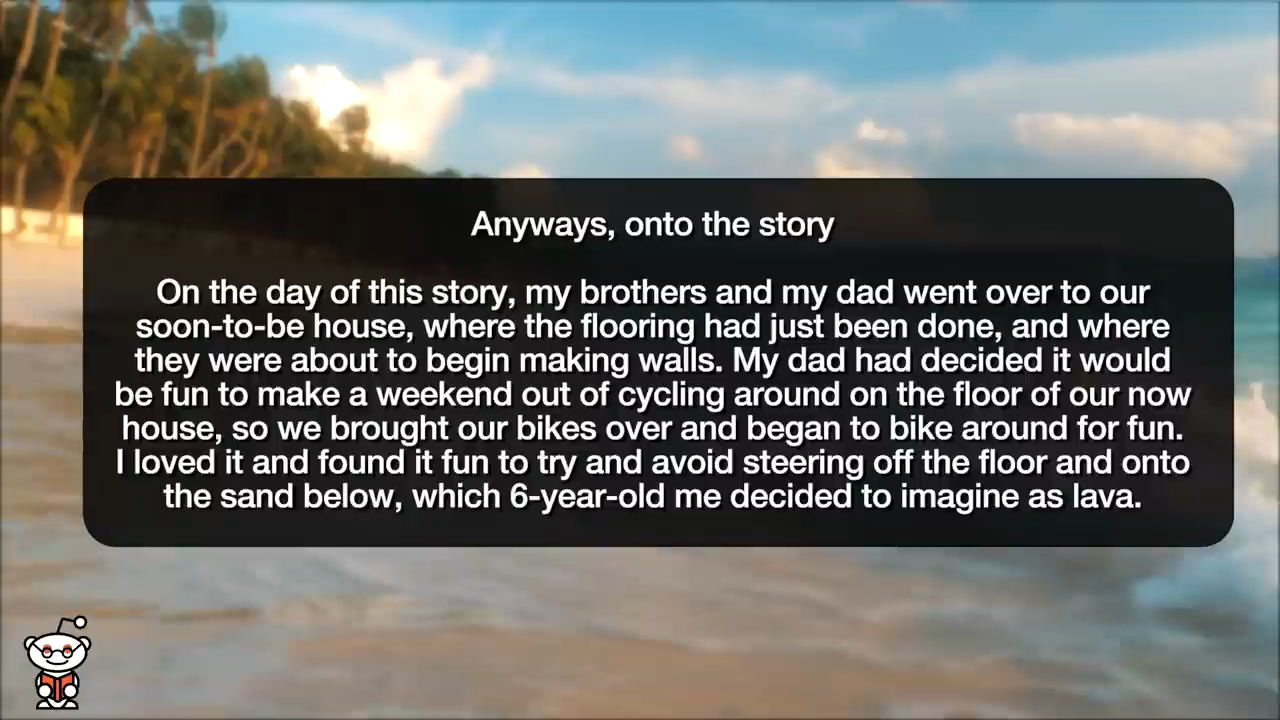 Anyways, onto the story
On the day of this story, my brothers and my dad went over to our
soon-to-be house, where the flooring had just been done, and where
they were about to begin making walls. My dad had decided it would
be fun to make a weekend out of cycling around on the floor of our now
house, so we brought our bikes over and began to bike around for fun.
I loved it and found it fun to try and avoid steering off the floor and onto
the sand below, which 6-year-old me decided to imagine as lava.